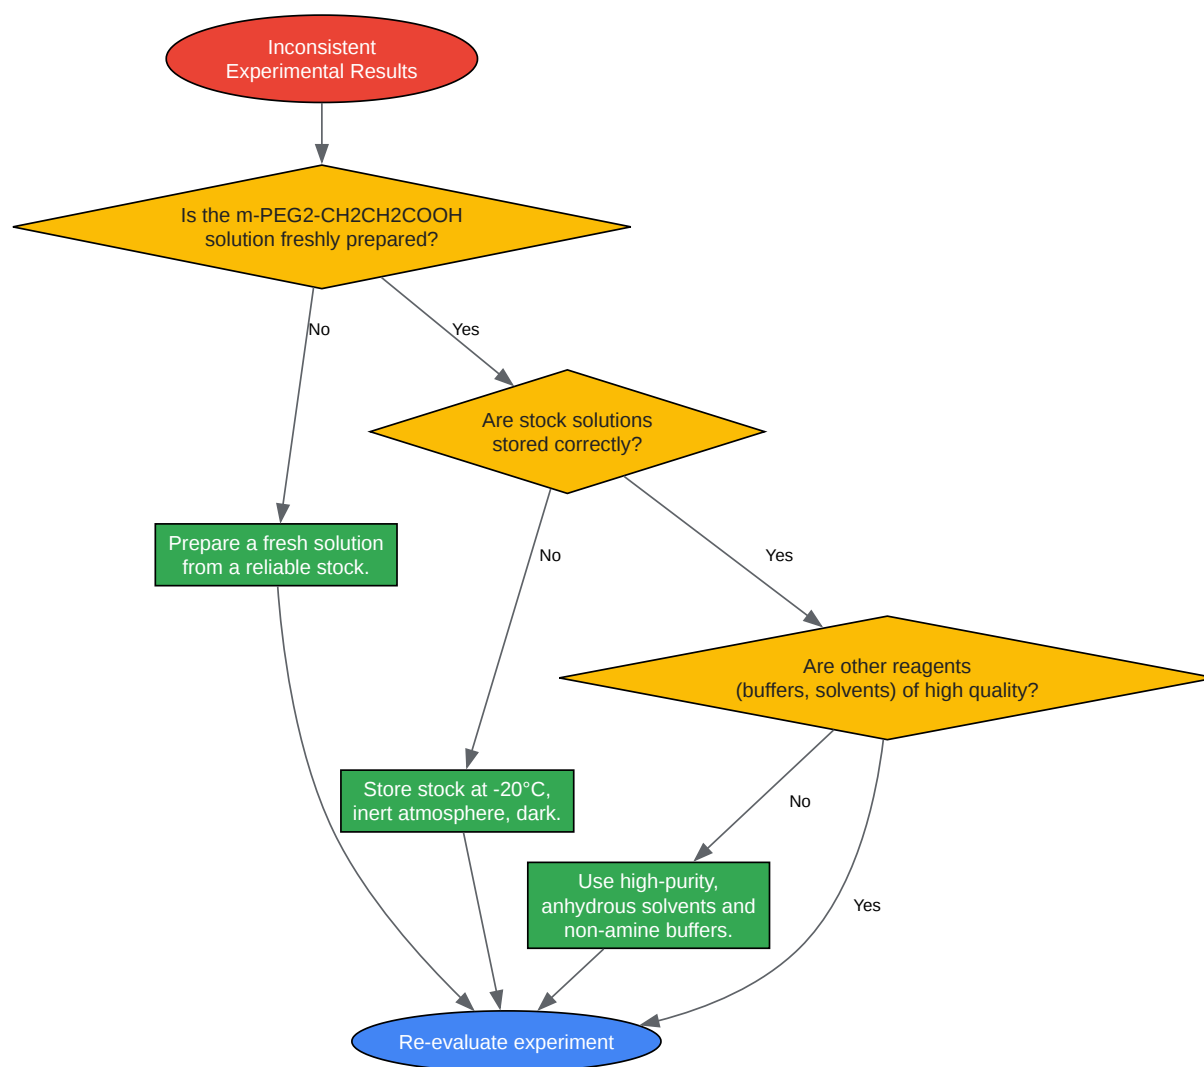 Inconsistent
Experimental Results
Is the m-PEG2-CH2CH2COOH
solution freshly prepared?
No
Yes
Are stock solutions
stored correctly?
Prepare a fresh solution
from a reliable stock.
No
Yes
Are other reagents
(buffers, solvents) of high quality?
Store stock at -20°C,
inert atmosphere, dark.
No
Use high-purity,
anhydrous solvents and
non-amine buffers.
Yes
Re-evaluate experiment